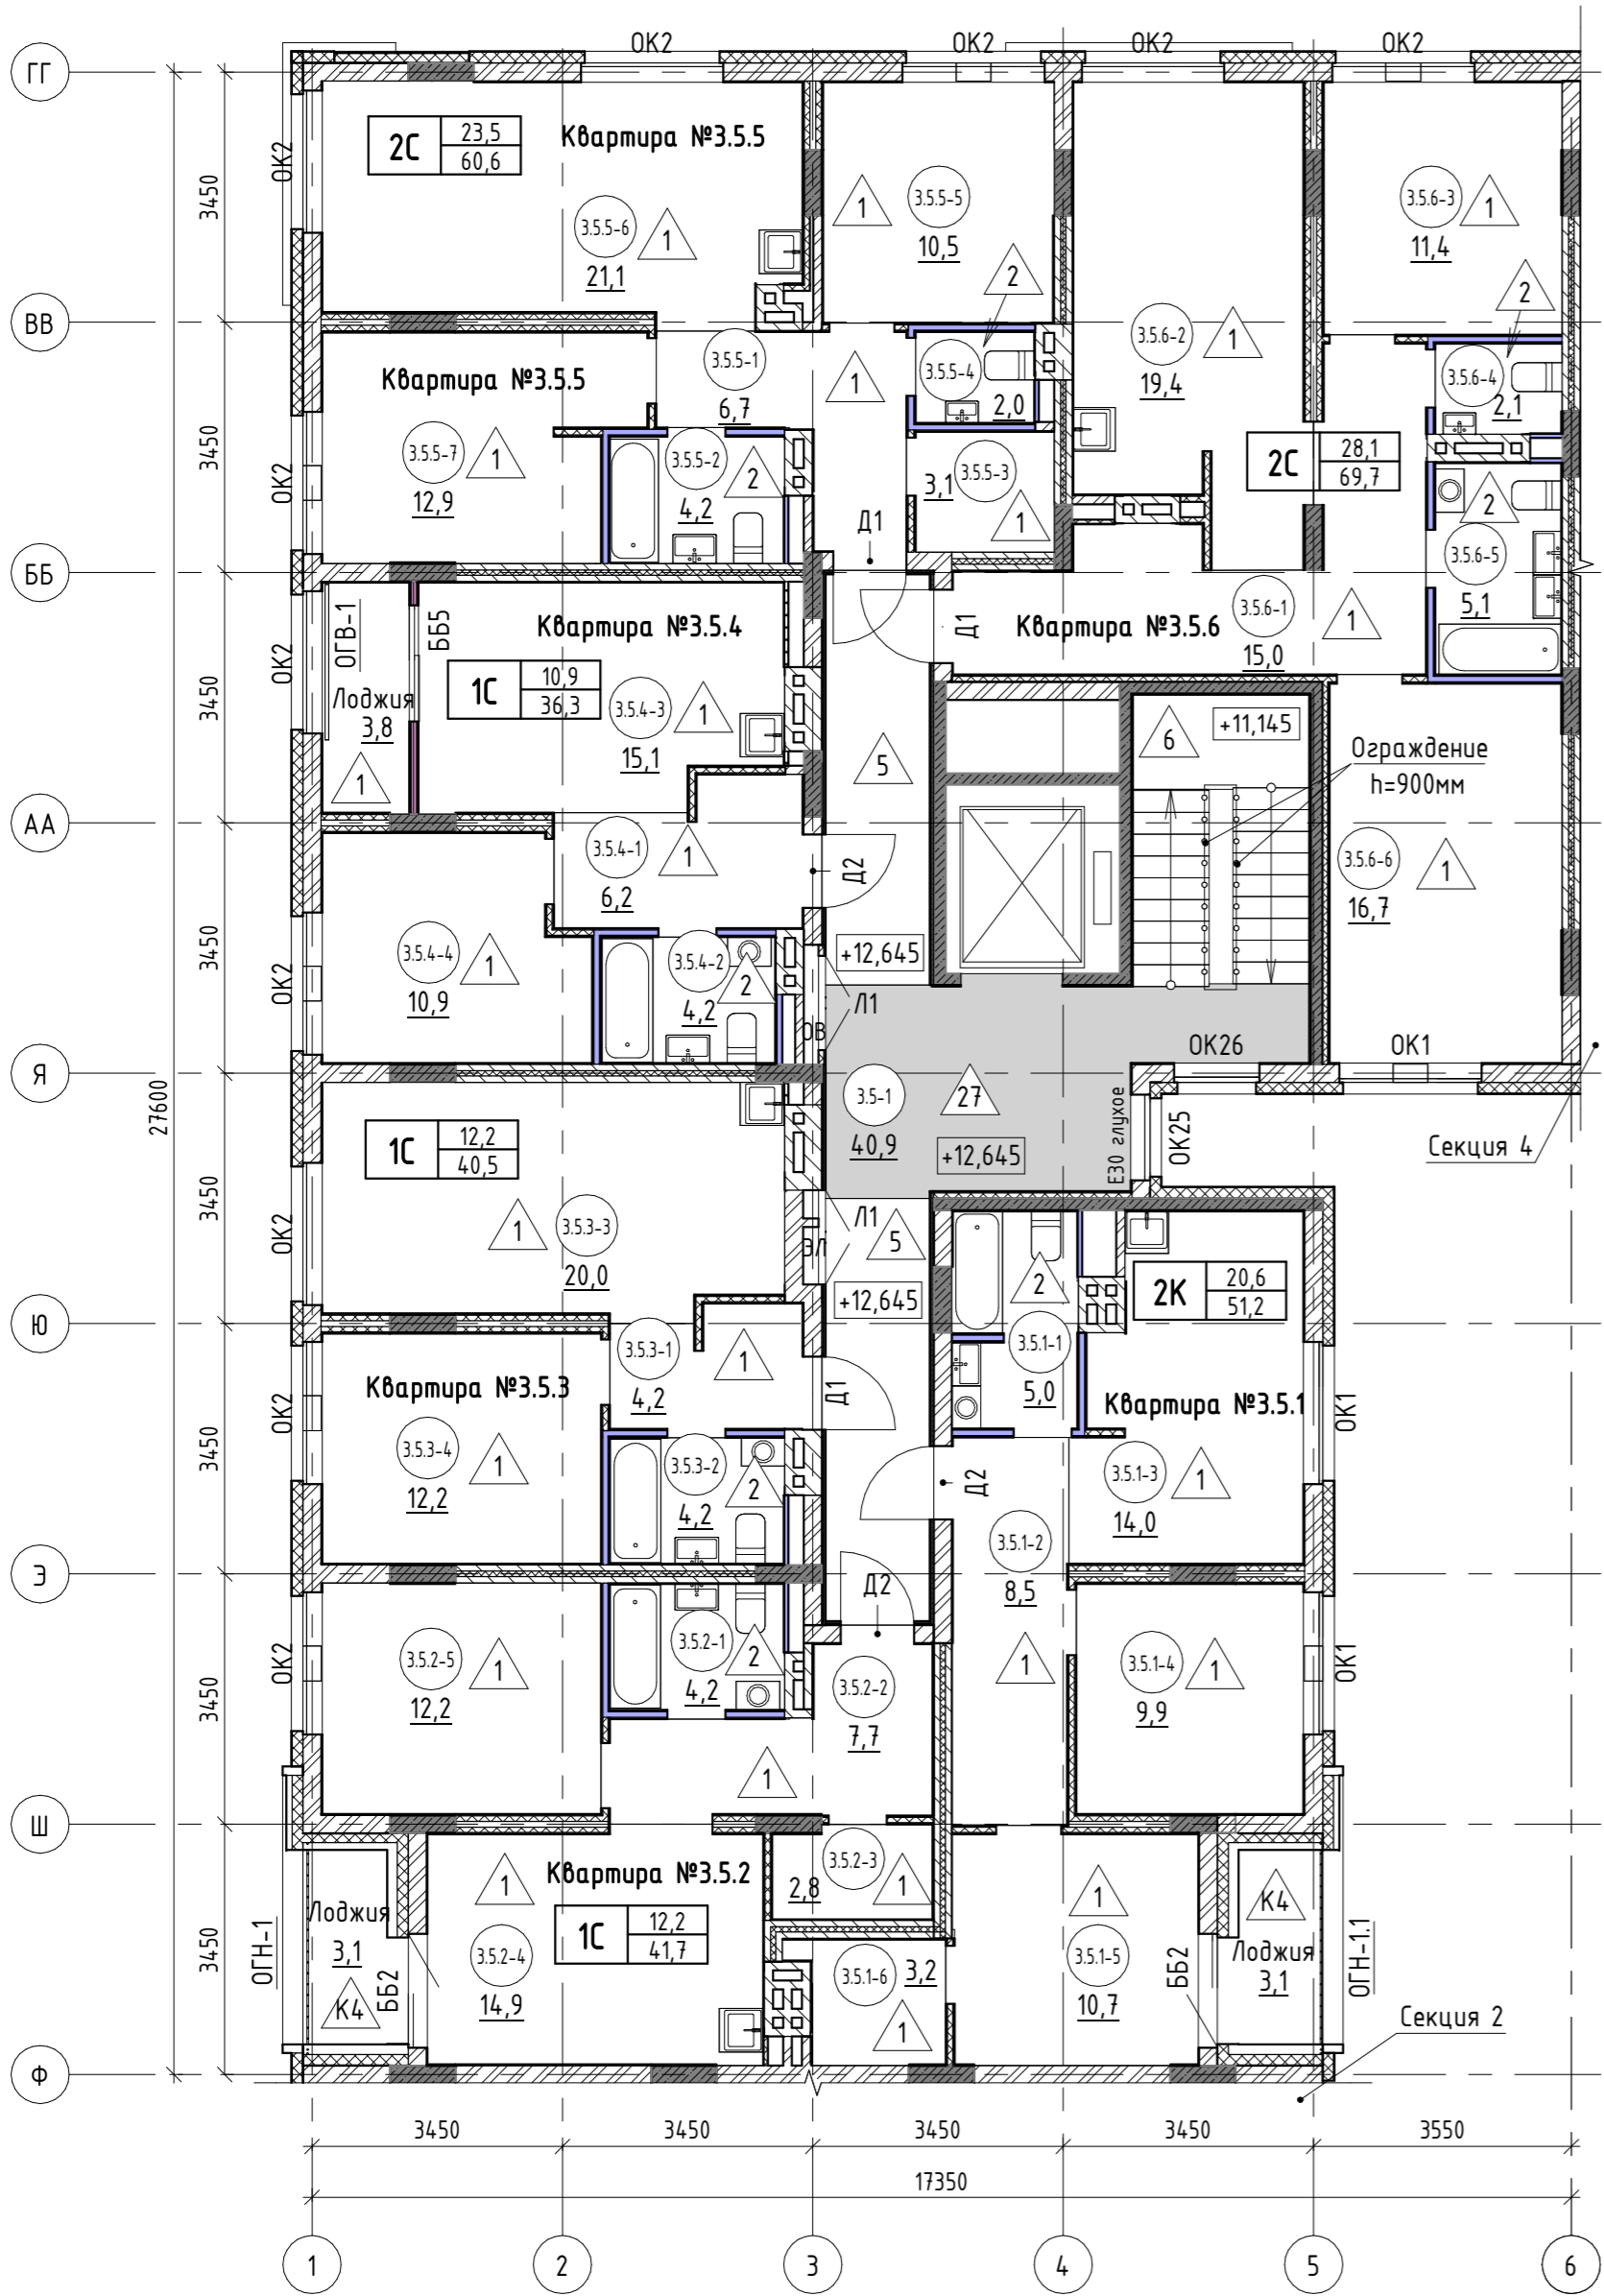 ОК2
ОК2
ОК2
ОК2
ГГ
2С
23,5
60,6
Квартира №3.5.5
ОК2
3450
3.5.5-6
1
21,1
1
3.5.5-5
10,5
2
3.5.6-3
1
11,4
2
ВВ
3.5.5-1
6,7
1
3.5.5-4
2,0
3.5.6-2
1
19,4
3.5.6-4
2,1
Квартира №3.5.5
3450
ОК2
3.5.5-7
1
12,9
3.5.5-2
2
4,2
3,1
3.5.5-3
1
Д1
2С
28,1
69,7
2
3.5.6-5
5,1
ББ
ОГВ-1
ББ5
Квартира №3.5.4
Д1
Квартира №3.5.6
3.5.6-1
1
15,0
3450
ОК2
Лоджия
3,8
1
1С
10,9
36,3
3.5.4-3
1
15,1
5
6
+11,145
Ограждение
h=900мм
АА
3.5.4-1
1
6,2
Д2
3.5.6-6
1
16,7
3450
ОК2
3.5.4-4
1
10,9
3.5.4-2
2
4,2
+12,645
Л1
ОВ
27600
Я
ОК26
ОК1
3.5-1
27
40,9
+12,645
Е30 глухое
ОК25
Секция 4
1С
12,2
40,5
3450
ОК2
1
3.5.3-3
20,0
Л1
ЭЛ
5
+12,645
2
2К
20,6
51,2
Ю
3.5.3-1
1
4,2
Д1
3.5.1-1
5,0
Квартира №3.5.1
ОК1
Квартира №3.5.3
3450
ОК2
3.5.3-4
1
12,2
3.5.3-2
2
4,2
Д2
3.5.1-3
1
14,0
3.5.1-2
8,5
Э
Д2
3450
ОК2
3.5.2-5
1
12,2
3.5.2-1
2
4,2
3.5.2-2
7,7
1
3.5.1-4
1
9,9
ОК1
1
Ш
Квартира №3.5.2
1
3.5.2-3
2,8
1
1
К4
3450
ОГН-1
Лоджия
3,1
К4
ББ2
3.5.2-4
14,9
1С
12,2
41,7
3.5.1-6
3,2
1
3.5.1-5
10,7
ББ2
Лоджия
3,1
ОГН-1.1
Секция 2
Ф
3450
3450
3450
3450
3550
17350
1
2
3
4
5
6